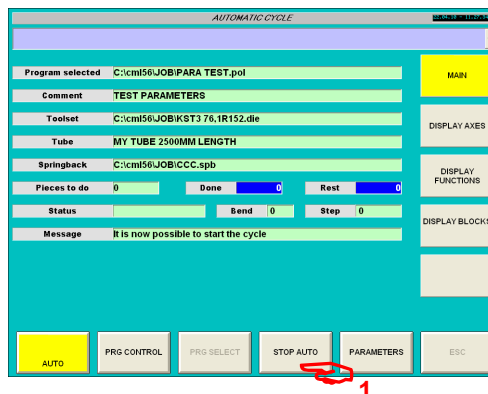 AUTOMATIC CYCLE
Program selected C:\cml56\JOB\PARA TEST.pol
Comment TEST PARAMETERS
Toolset C:\cml56\JOB\KST3 76,1R152.die
Tube MY TUBE 2500MM LENGTH
Springback C:\cml56\JOB\CCC.spb
Pieces to do 0 Done 0 Rest 0
Status Bend 0 Step 0
Message It is now possible to start the cycle
MAIN
DISPLAY AXES
DISPLAY
FUNCTIONS
DISPLAY BLOCKS
AUTO PRG CONTROL PRG SELECT STOP AUTO PARAMETERS ESC
1